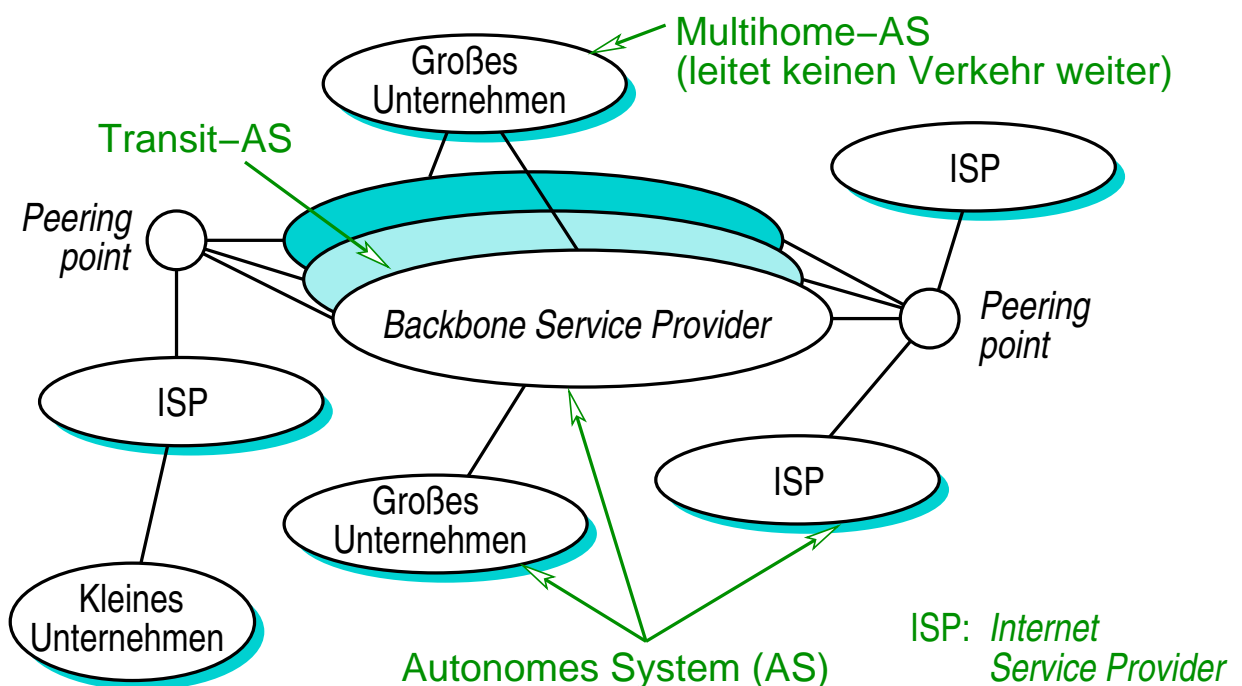 Multihome–AS
(leitet keinen Verkehr weiter)
Großes
Unternehmen
Transit–AS
ISP
Peering
point
Backbone Service Provider
Peering
point
ISP
ISP
Großes
Unternehmen
Kleines
Unternehmen
Autonomes System (AS)
ISP: Internet
Service Provider